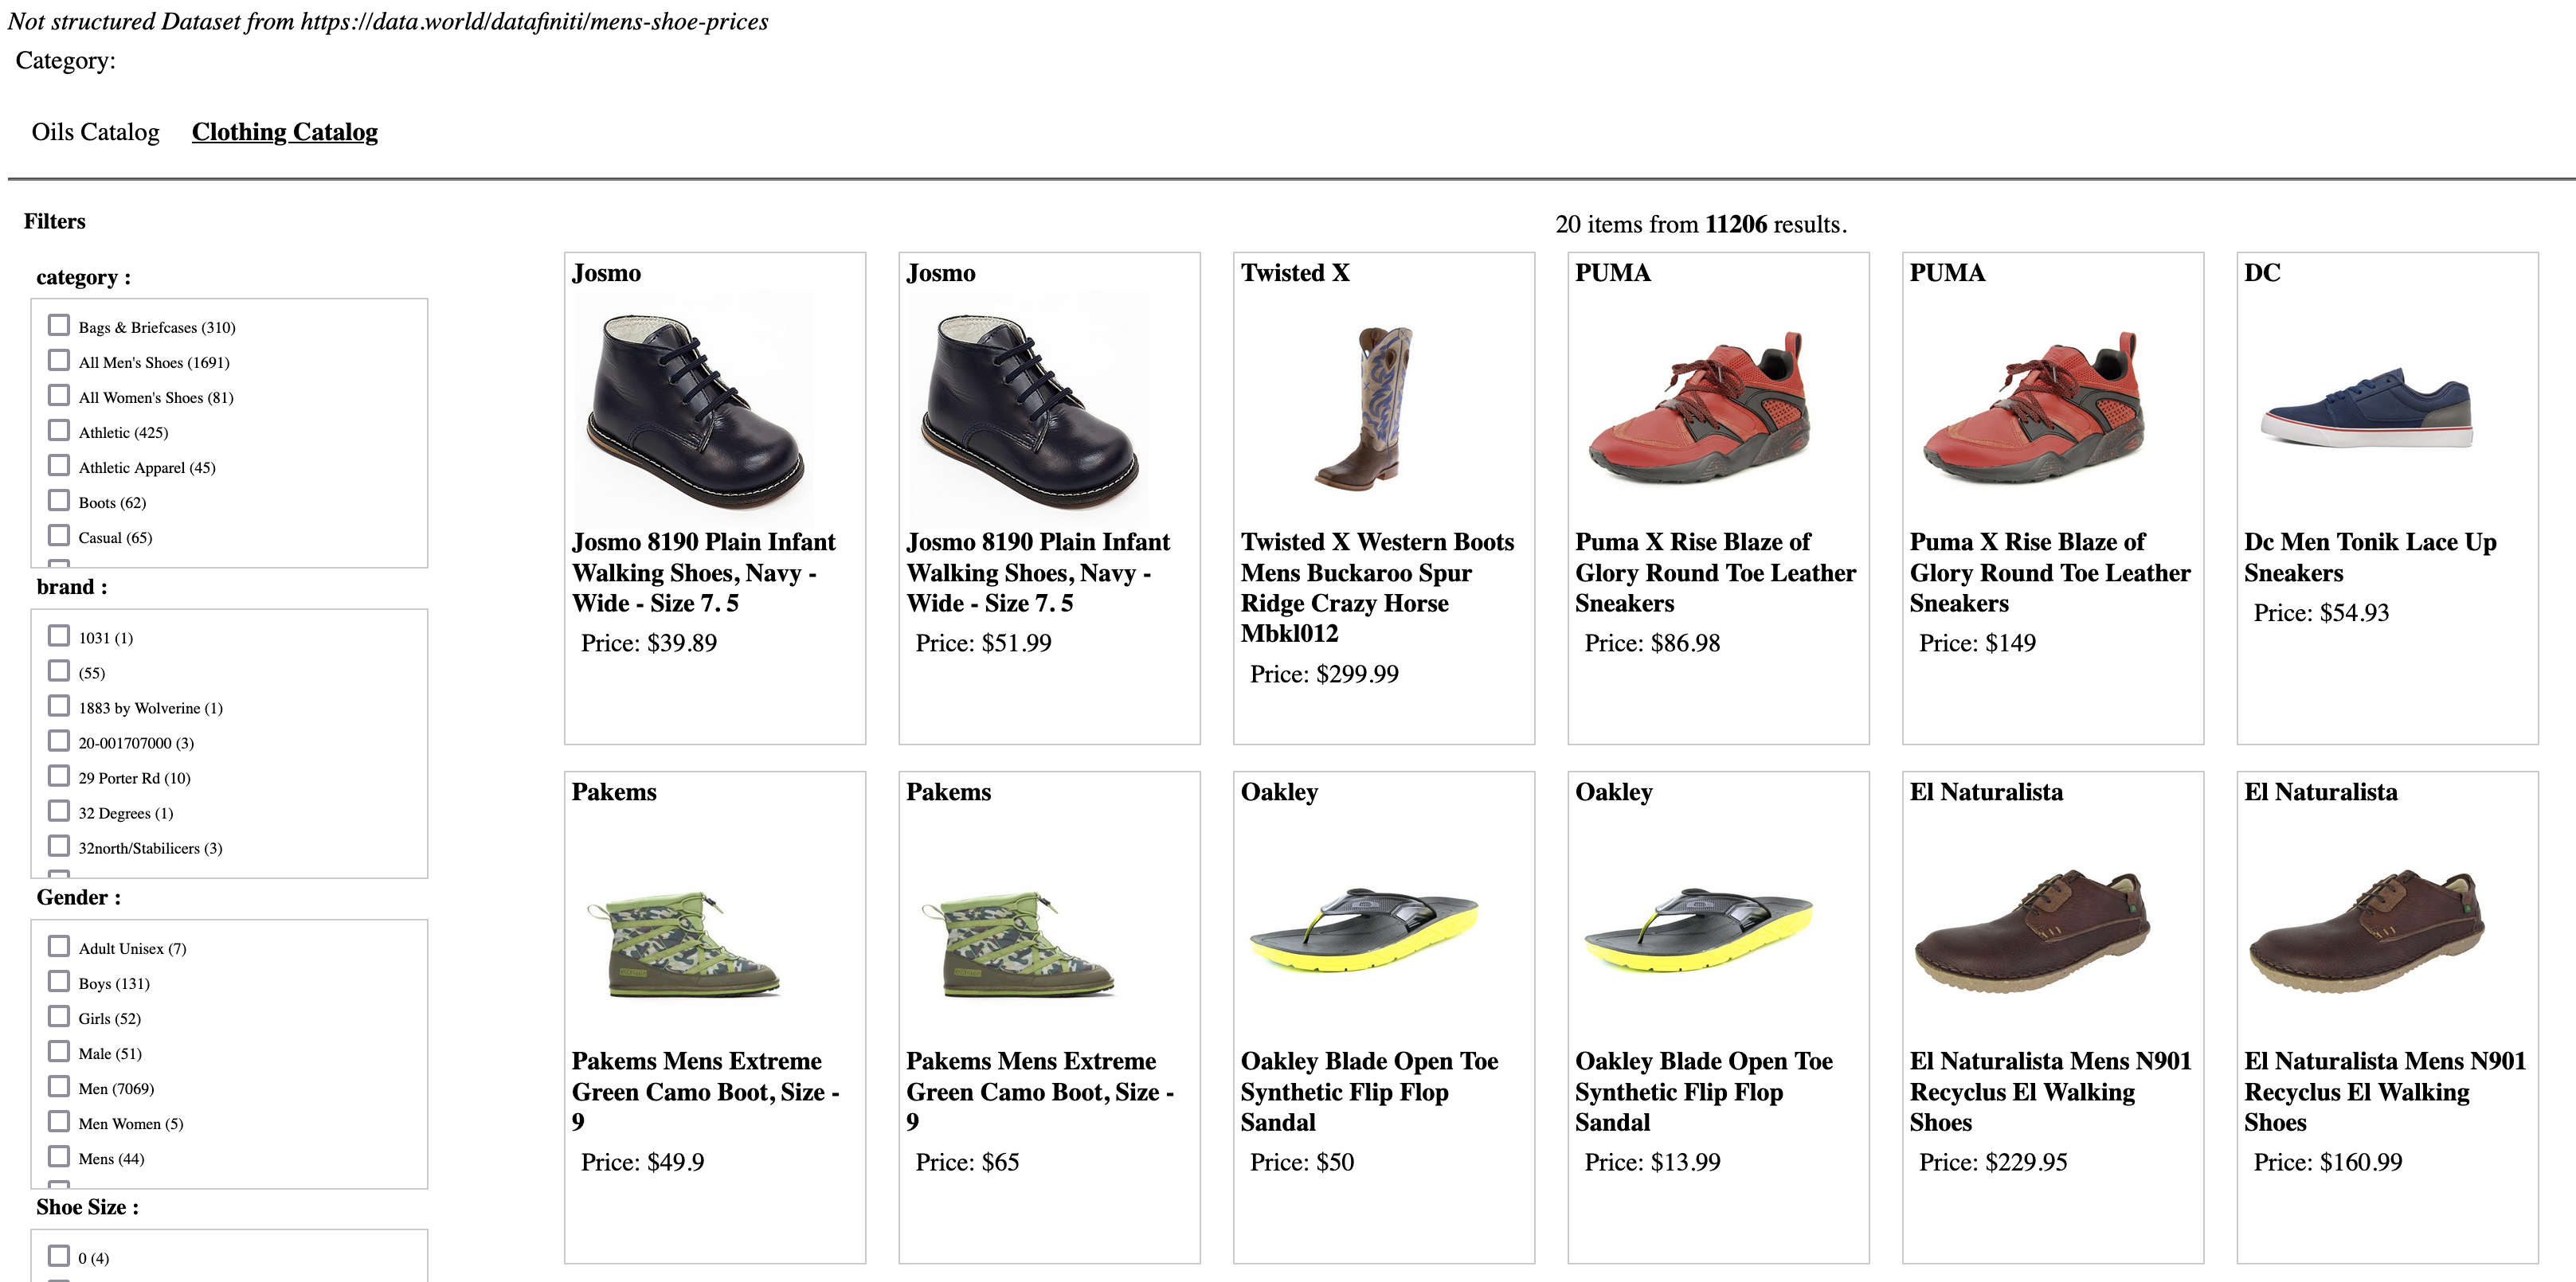 Not structured Dataset from https://data.world/datafiniti/mens-shoe-prices
Category:
Oils Catalog Clothing Catalog
Filters
category :
Bags & Briefcases (310)
All Men's Shoes (1691)
All Women's Shoes (81)
Athletic (425)
Athletic Apparel (45)
Boots (62)
Casual (65)
brand :
1031 (1)
(55)
1883 by Wolverine (1)
20-001707000 (3)
29 Porter Rd (10)
32 Degrees (1)
32north/Stabilicers (3)
Gender :
Adult Unisex (7)
Boys (131)
Girls (52)
Male (51)
Men (7069)
Men Women (5)
Mens (44)
Shoe Size :
0 (4)
20 items from 11206 results.
Josmo
Josmo 8190 Plain Infant
Walking Shoes, Navy -
Wide - Size 7. 5
Price: $39.89
Josmo
Josmo 8190 Plain Infant
Walking Shoes, Navy -
Wide - Size 7. 5
Price: $51.99
Twisted X
Twisted X Western Boots
Mens Buckaroo Spur
Ridge Crazy Horse
Mbkl012
Price: $299.99
PUMA
Puma X Rise Blaze of
Glory Round Toe Leather
Sneakers
Price: $86.98
PUMA
Puma X Rise Blaze of
Glory Round Toe Leather
Sneakers
Price: $149
DC
Dc Men Tonik Lace Up
Sneakers
Price: $54.93
Pakems
Pakems Mens Extreme
Green Camo Boot, Size -
9
Price: $49.9
Pakems
Pakems Mens Extreme
Green Camo Boot, Size -
9
Price: $65
Oakley
Oakley Blade Open Toe
Synthetic Flip Flop
Sandal
Price: $50
Oakley
Oakley Blade Open Toe
Synthetic Flip Flop
Sandal
Price: $13.99
El Naturalista
El Naturalista Mens N901
Recyclus El Walking
Shoes
Price: $229.95
El Naturalista
El Naturalista Mens N901
Recyclus El Walking
Shoes
Price: $160.99